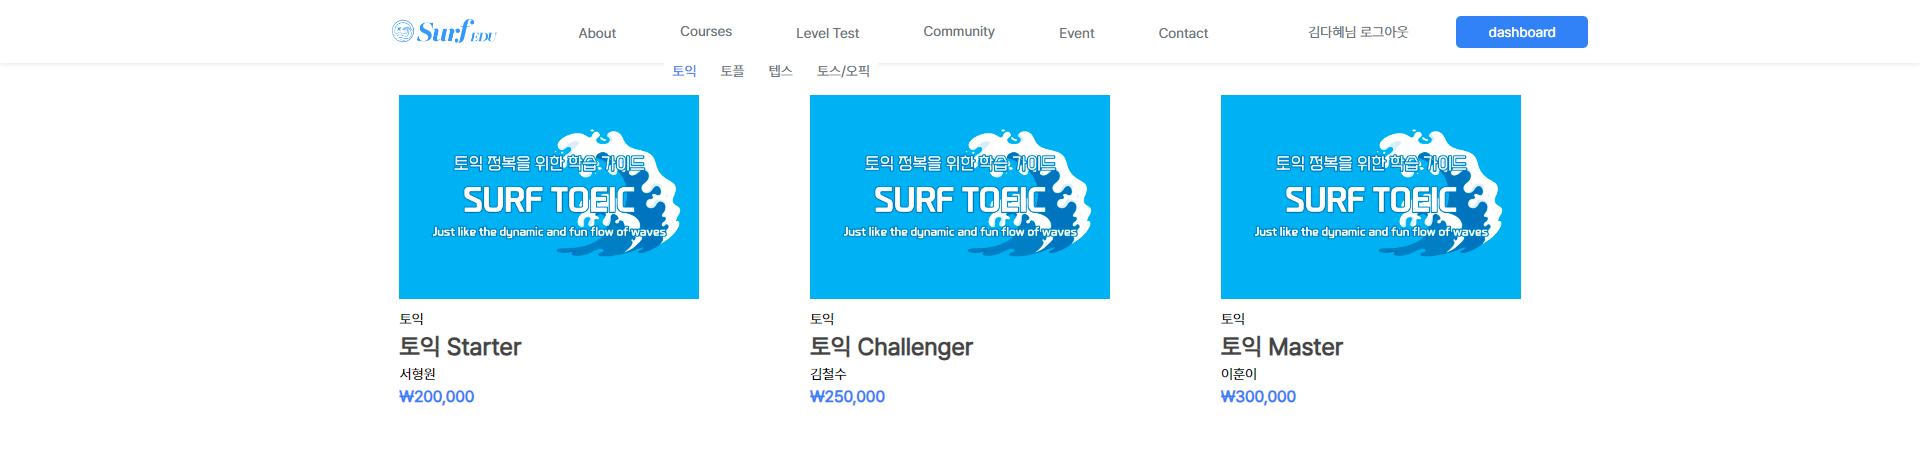 Surf EDU
About Courses Level Test Community Event Contact 김다혜님 로그아웃 dashboard
토익 토플 텝스 토스/오픽
토익 정복을 위한 학습 가이드
SURF TOEIC
Just like the dynamic and fun flow of waves
토익
토익 Starter
서형원
₩200,000
토익 정복을 위한 학습 가이드
SURF TOEIC
Just like the dynamic and fun flow of waves
토익
토익 Challenger
김철수
₩250,000
토익 정복을 위한 학습 가이드
SURF TOEIC
Just like the dynamic and fun flow of waves
토익
토익 Master
이훈이
₩300,000